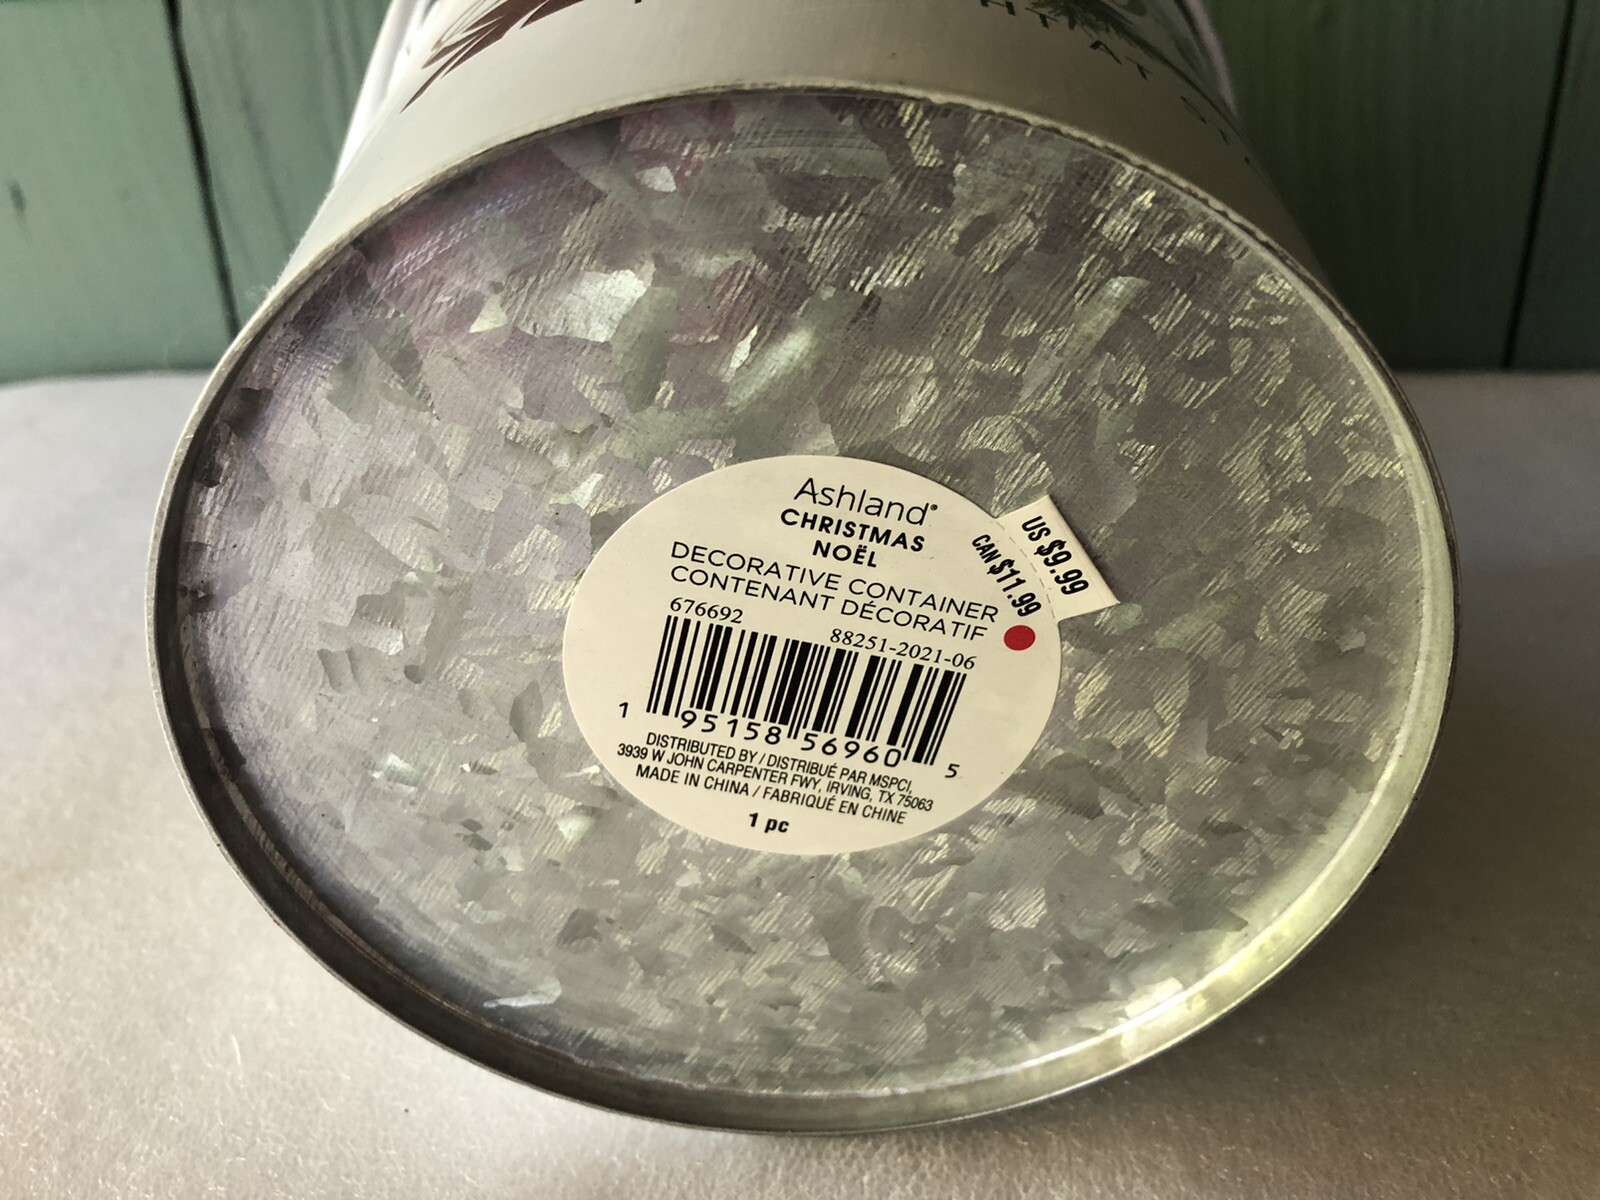 Ashland®
CHRISTMAS
NOËL
DECORATIVE CONTAINER
CONTENANT DÉCORATIF
676692
88251-2021-06
1 95158 56960 5
DISTRIBUTED BY / DISTRIBUÉ PAR MSPCI,
3939 W JOHN CARPENTER FWY, IRVING, TX 75063
MADE IN CHINA / FABRIQUÉ EN CHINE
1 pc
US $9.99
CAN $11.99